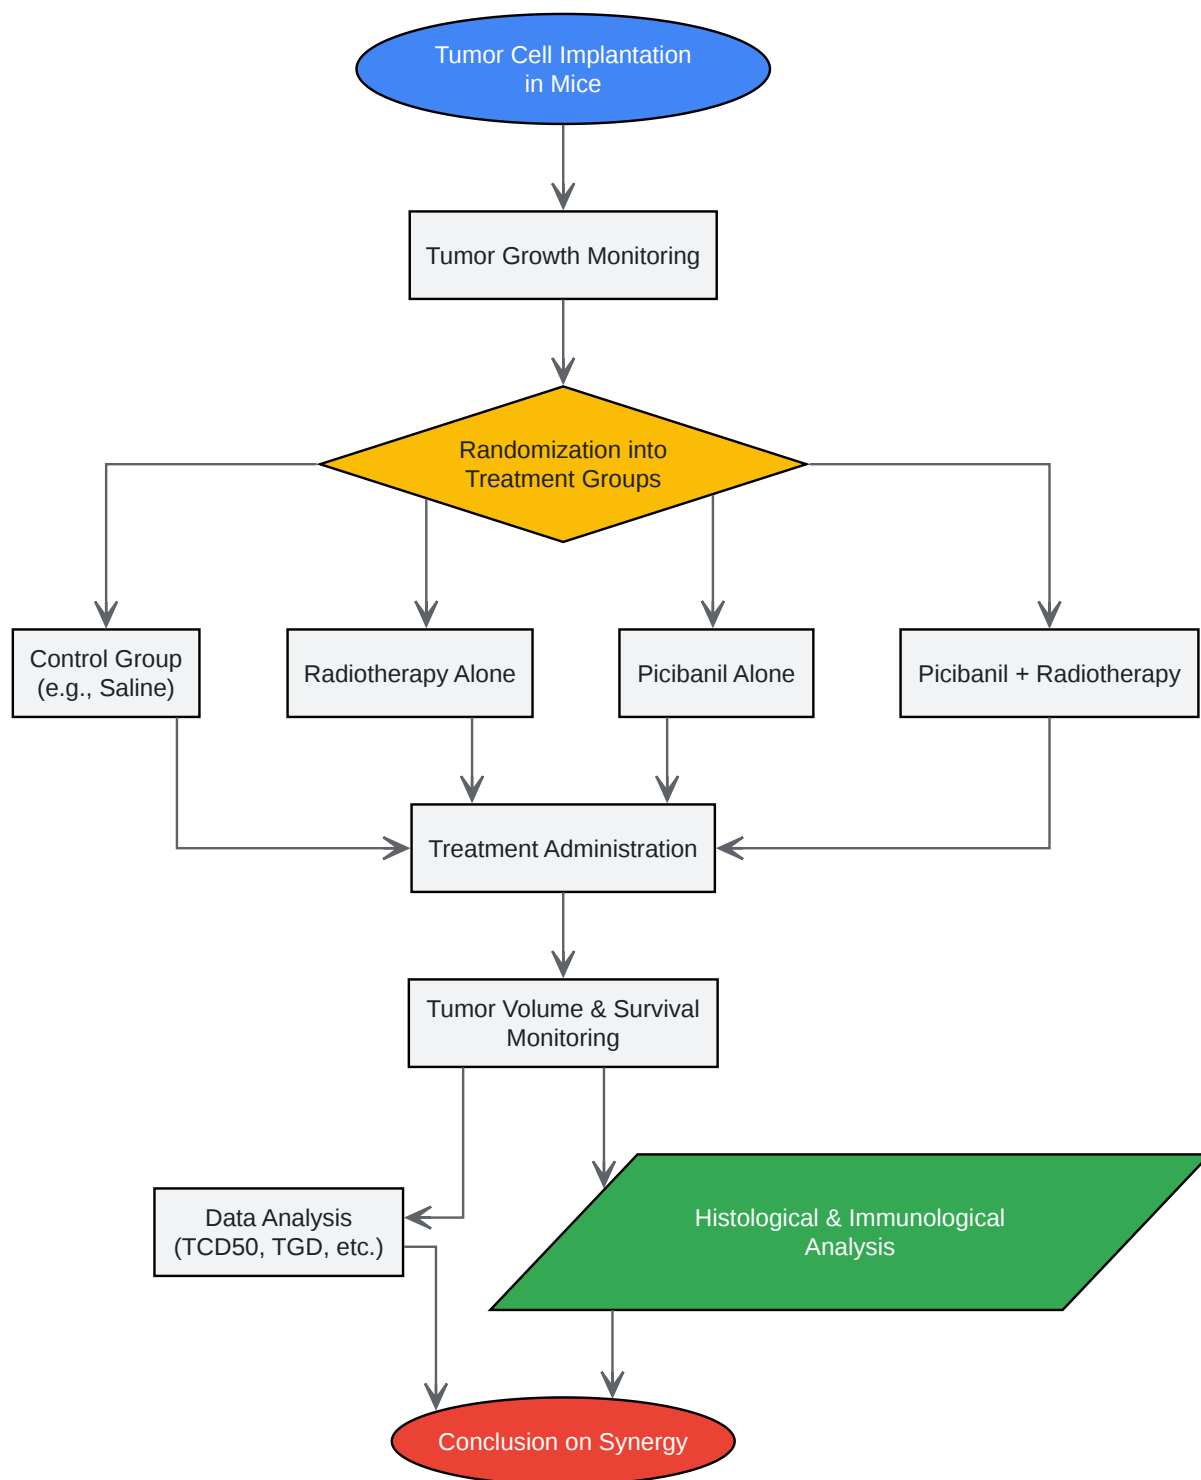 Tumor Cell Implantation
in Mice
Tumor Growth Monitoring
Randomization into
Treatment Groups
Control Group
(e.g., Saline)
Radiotherapy Alone
Picibanil Alone
Picibanil + Radiotherapy
Treatment Administration
Tumor Volume & Survival
Monitoring
Data Analysis
(TCD50, TGD, etc.)
Histological & Immunological
Analysis
Conclusion on Synergy